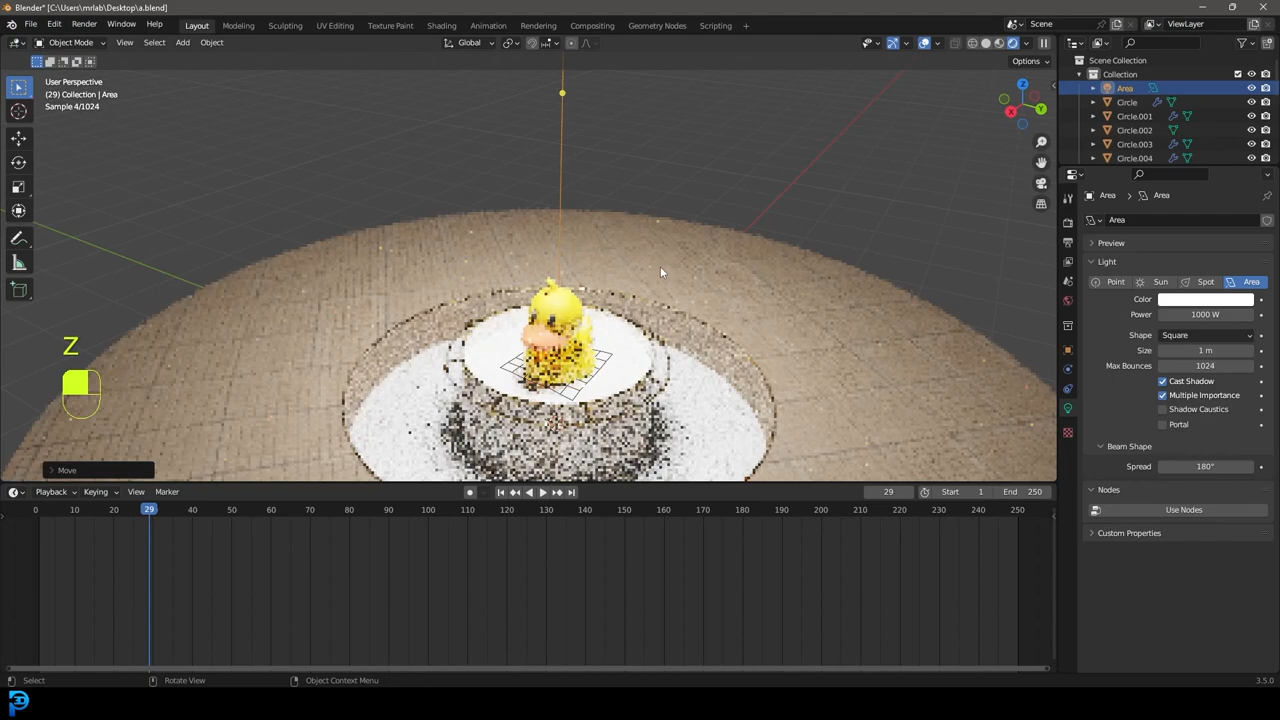 Blender* [C:\Users\mrlab\Desktop\a.blend]
File Edit Render Window Help Layout Modeling Sculpting UV Editing Texture Paint Shading Animation Rendering Compositing Geometry Nodes Scripting + Scene ViewLayer
Object Mode View Select Add Object Global
Options
User Perspective
(29) Collection | Area
Sample 4/1024
Z
X
Y
Z
Move
Scene Collection
Collection
Area
Circle
Circle.001
Circle.002
Circle.003
Circle.004
Area > Area
Area
Preview
Light
Point Sun Spot Area
Color
Power 1000 W
Shape Square
Size 1 m
Max Bounces 1024
Cast Shadow
Multiple Importance
Shadow Caustics
Portal
Beam Shape
Spread 180°
Nodes
Use Nodes
Custom Properties
Playback Keying View Marker 29 Start 1 End 250
0 10 20 29 40 50 60 70 80 90 100 110 120 130 140 150 160 170 180 190 200 210 220 230 240 250
Select Rotate View Object Context Menu 3.5.0